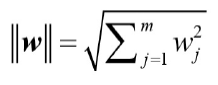 ‖w‖ = √∑_{j=1}^{m} w_j^2